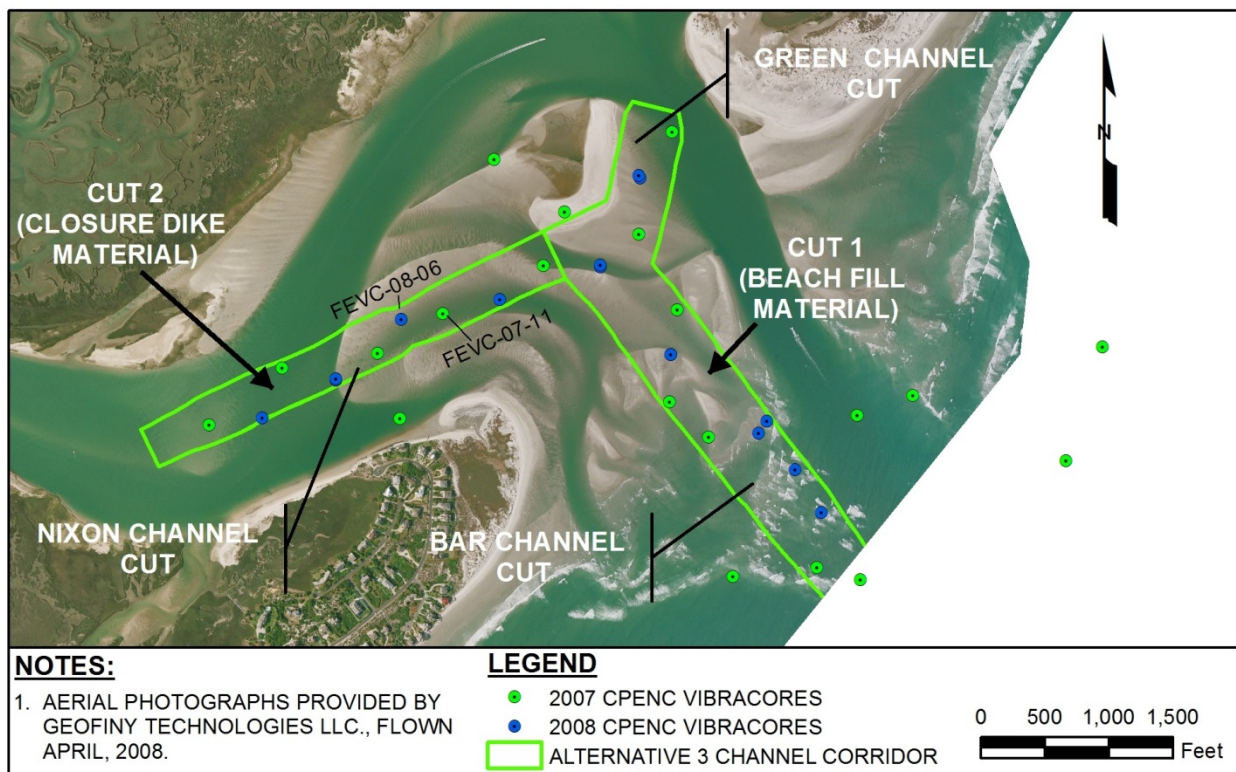 GREEN CHANNEL
CUT
N
CUT 2
(CLOSURE DIKE
MATERIAL)
CUT 1
(BEACH FILL
MATERIAL)
FEVC-08-06
FEVC-07-11
NIXON CHANNEL
CUT
BAR CHANNEL
CUT
NOTES:
1. AERIAL PHOTOGRAPHS PROVIDED BY
GEOFINY TECHNOLOGIES LLC., FLOWN
APRIL, 2008.
LEGEND
2007 CPENC VIBRACORES
2008 CPENC VIBRACORES
ALTERNATIVE 3 CHANNEL CORRIDOR
0 500 1,000 1,500
Feet